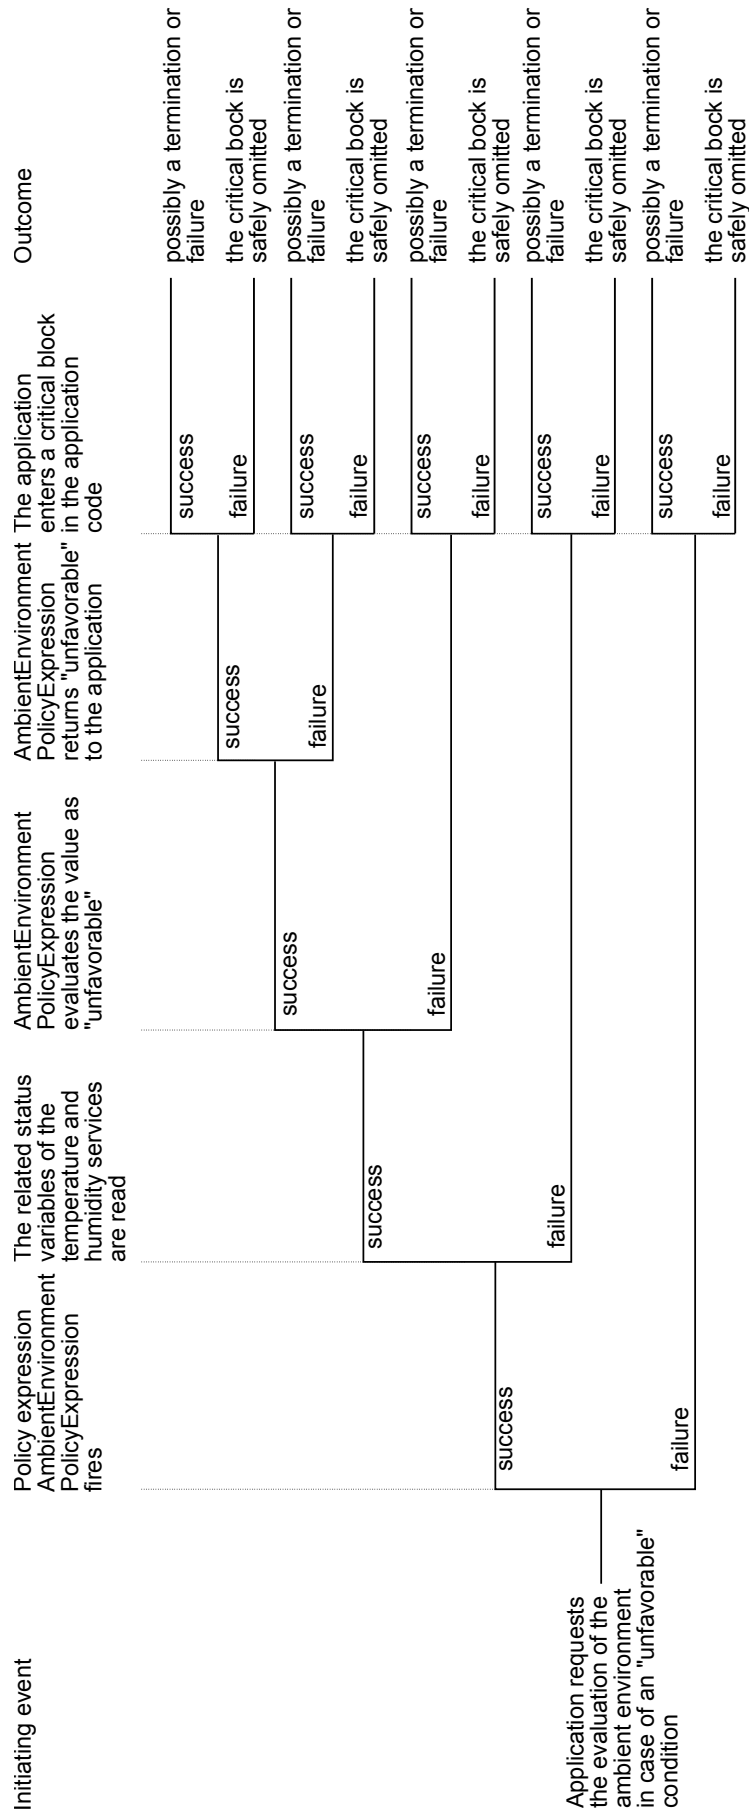 Initiating event
Policy expression
AmbientEnvironment
PolicyExpression
fires
The related status
variables of the
temperature and
humidity services
are read
AmbientEnvironment
PolicyExpression
evaluates the value as
"unfavorable"
AmbientEnvironment
PolicyExpression
returns "unfavorable"
to the application
The application
enters a critical block
in the application
code
Outcome
Application requests
the evaluation of the
ambient environment
in case of an "unfavorable"
condition
success
failure
success
failure
success
failure
success
failure
success
failure
success
failure
success
failure
success
failure
success
failure
possibly a termination or
failure
the critical bock is
safely omitted
possibly a termination or
failure
the critical bock is
safely omitted
possibly a termination or
failure
the critical bock is
safely omitted
possibly a termination or
failure
the critical bock is
safely omitted
possibly a termination or
failure
the critical bock is
safely omitted